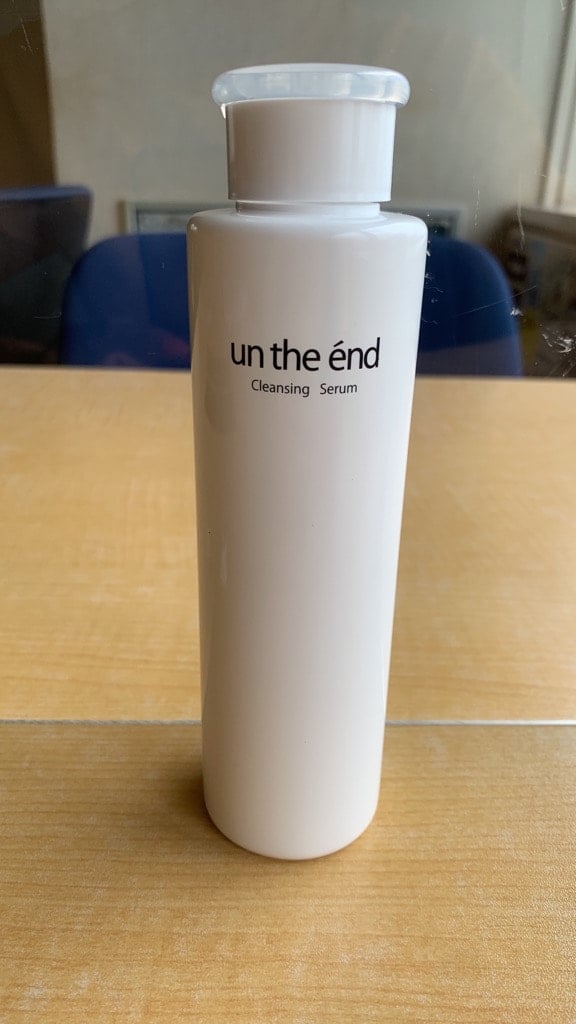 un the énd
Cleansing Serum